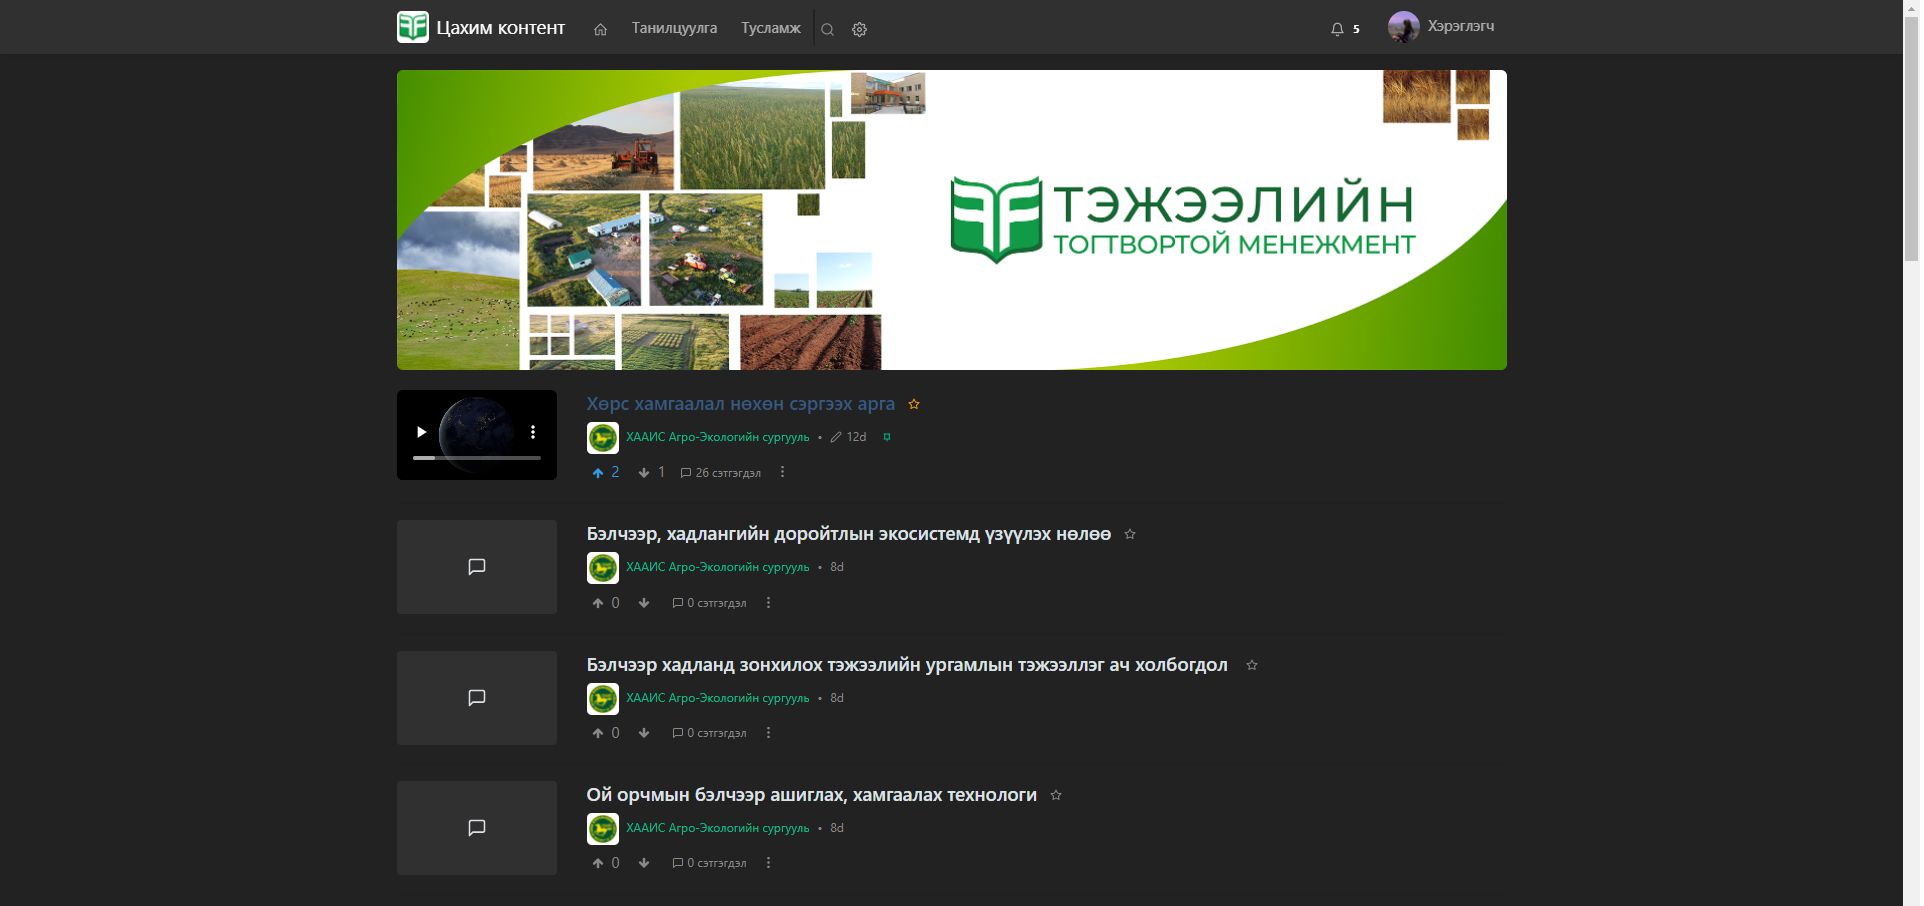 Цахим контент
Танилцуулга
Тусламж
5
Хэрэглэгч
ТЭЖЭЭЛИЙН
ТОГТВОРТОЙ МЕНЕЖМЕНТ
Хөрс хамгаалал нөхөн сэргээх арга
ХААИС Агро-Экологийн сургууль • 12d
2 1 26 сэтгэгдэл
Бэлчээр, хадлангийн доройтлын экосистемд үзүүлэх нөлөө
ХААИС Агро-Экологийн сургууль • 8d
0 0 сэтгэгдэл
Бэлчээр хадланд зонхилох тэжээлийн ургамлын тэжээллэг ач холбогдол
ХААИС Агро-Экологийн сургууль • 8d
0 0 сэтгэгдэл
Ой орчмын бэлчээр ашиглах, хамгаалах технологи
ХААИС Агро-Экологийн сургууль • 8d
0 0 сэтгэгдэл